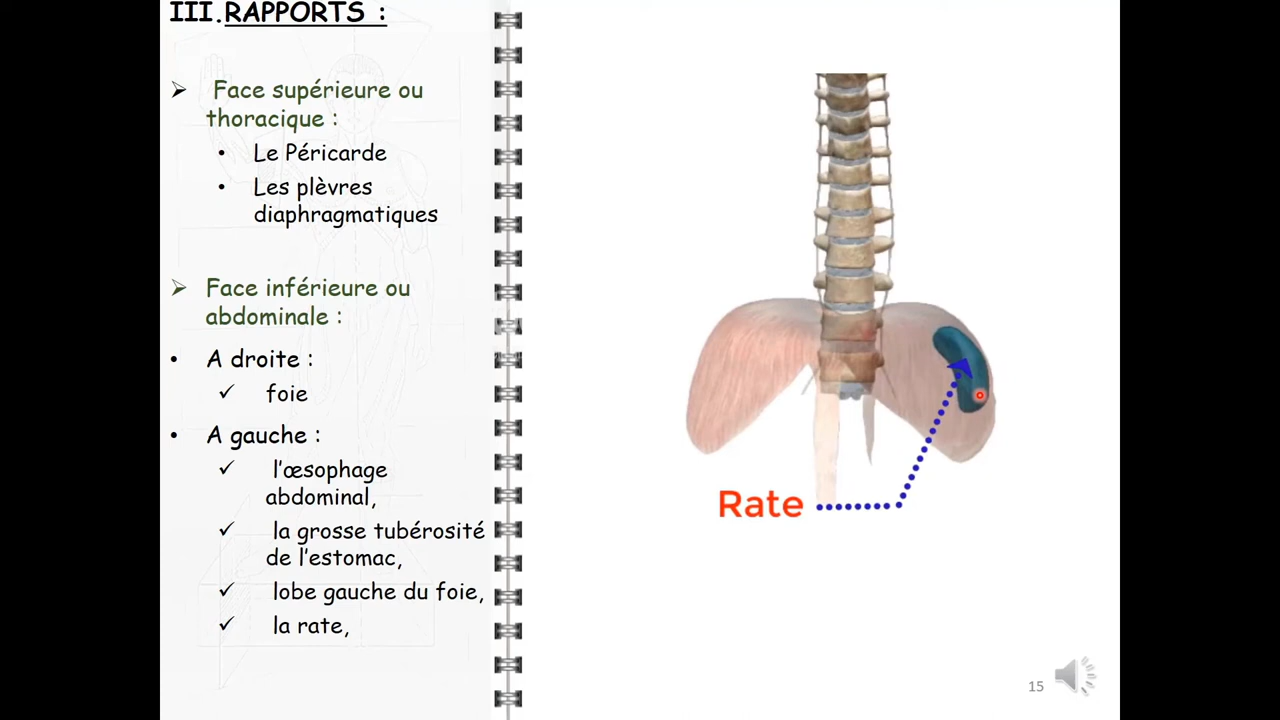 III. RAPPORTS :
➢ Face supérieure ou
thoracique :
• Le Péricarde
• Les plèvres
diaphragmatiques
➢ Face inférieure ou
abdominale :
• A droite :
✓ foie
• A gauche :
✓ l'œsophage
abdominal,
✓ la grosse tubérosité
de l'estomac,
✓ lobe gauche du foie,
✓ la rate,
Rate
15